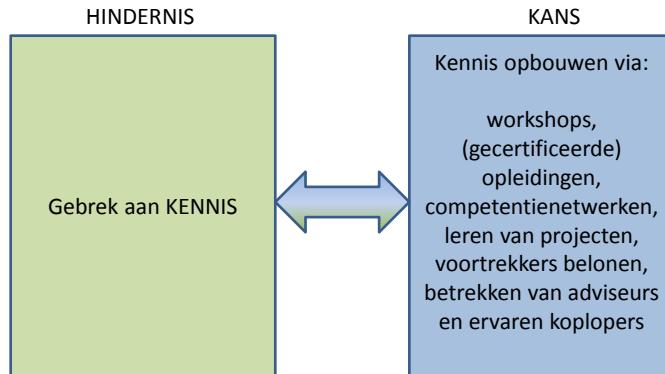 HINDERNIS
KANS
Gebrek aan KENNIS
Kennis opbouwen via:
workshops,
(gecertificeerde)
opleidingen,
competentienetwerken,
leren van projecten,
voortrekkers belonen,
betrekken van adviseurs
en ervaren koplopers